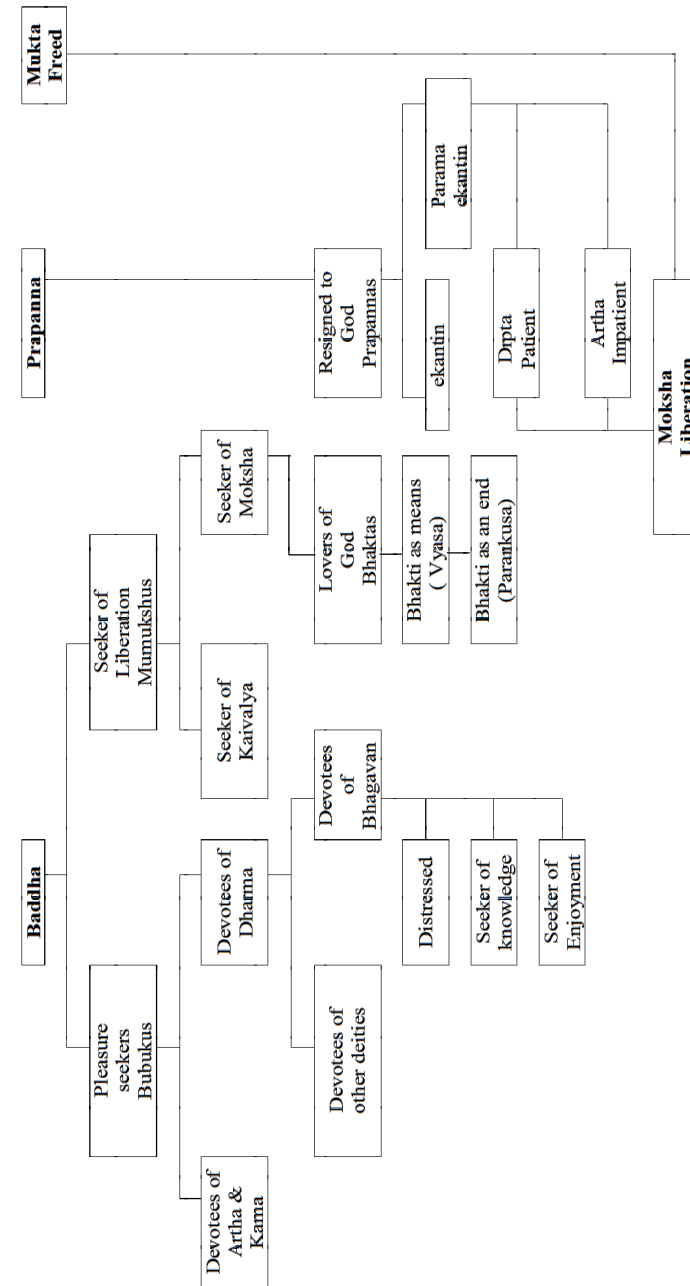 Baddha
Prapanna
Mukta
Freed
Pleasure
seekers
Bubukus
Seeker of
Liberation
Mumukshus
Devotees of
Artha &
Kama
Devotees of
Dharma
Seeker of
Kaivalya
Seeker of
Moksha
Devotees of
other deities
Devotees
of
Bhagavan
Lovers of
God
Bhaktas
Resigned to
God
Prapannas
Distressed
Bhakti as means
( Vyasa)
ekantin
Parama
ekantin
Seeker of
knowledge
Bhakti as an end
(Parankusa)
Drpta
Patient
Seeker of
Enjoyment
Artha
Impatient
Moksha
Liberation